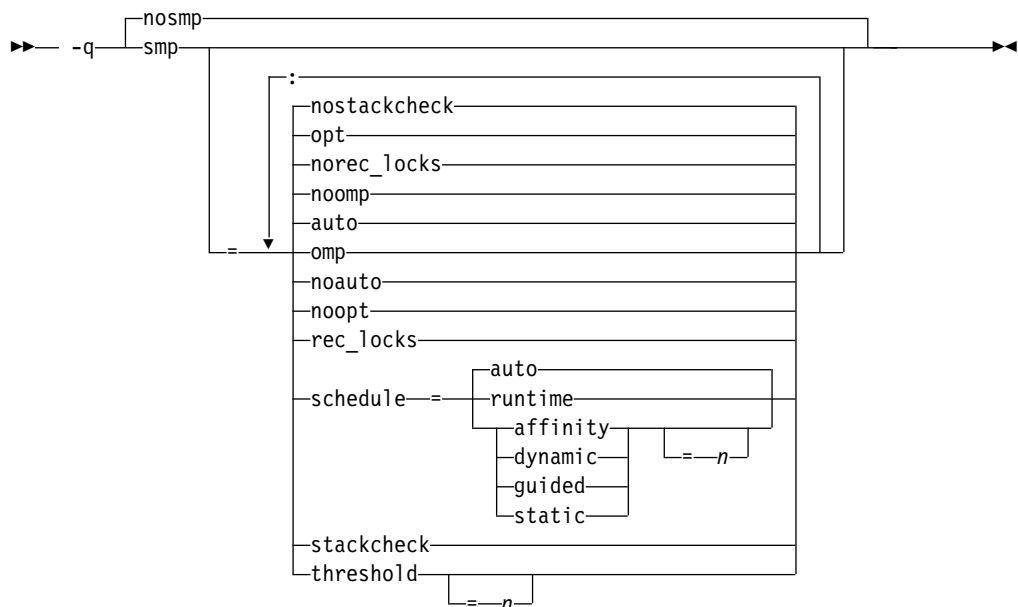 nosmp
-q smp
:
nostackcheck
opt
norec_locks
noomp
auto
= omp
noauto
noopt
rec_locks
auto
schedule = runtime
affinity
= n
dynamic
guided
static
stackcheck
threshold
= n